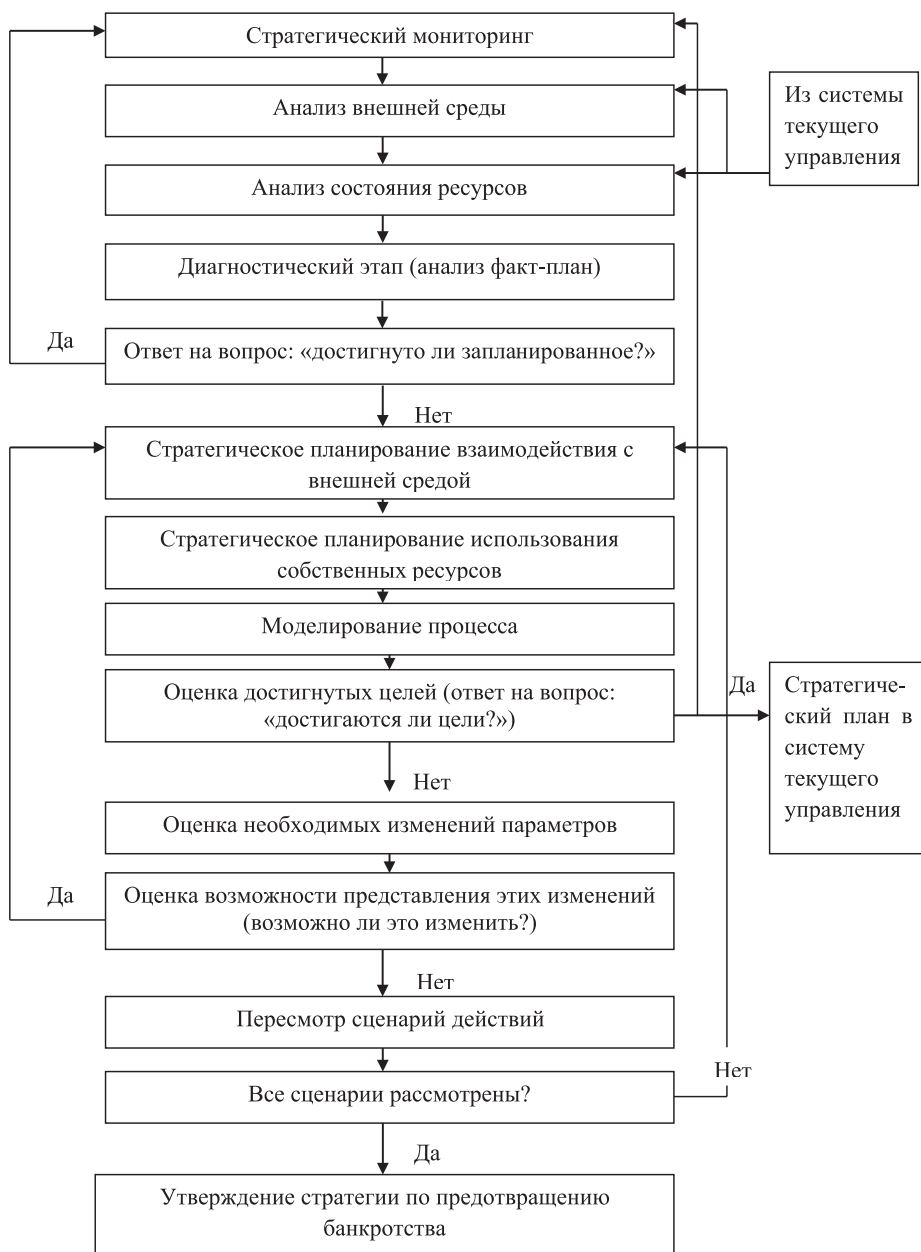 Стратегический мониторинг
Анализ внешней среды
Из системы
текущего
управления
Анализ состояния ресурсов
Диагностический этап (анализ факт-план)
Да
Ответ на вопрос: «достигнуто ли запланированное?»
Нет
Стратегическое планирование взаимодействия с
внешней средой
Стратегическое планирование использования
собственных ресурсов
Моделирование процесса
Оценка достигнутых целей (ответ на вопрос:
«достигаются ли цели?»)
Да
Стратегиче-
ский план в
систему
текущего
управления
Нет
Оценка необходимых изменений параметров
Да
Оценка возможности представления этих изменений
(возможно ли это изменить?)
Нет
Пересмотр сценарий действий
Нет
Все сценарии рассмотрены?
Да
Утверждение стратегии по предотвращению
банкротства